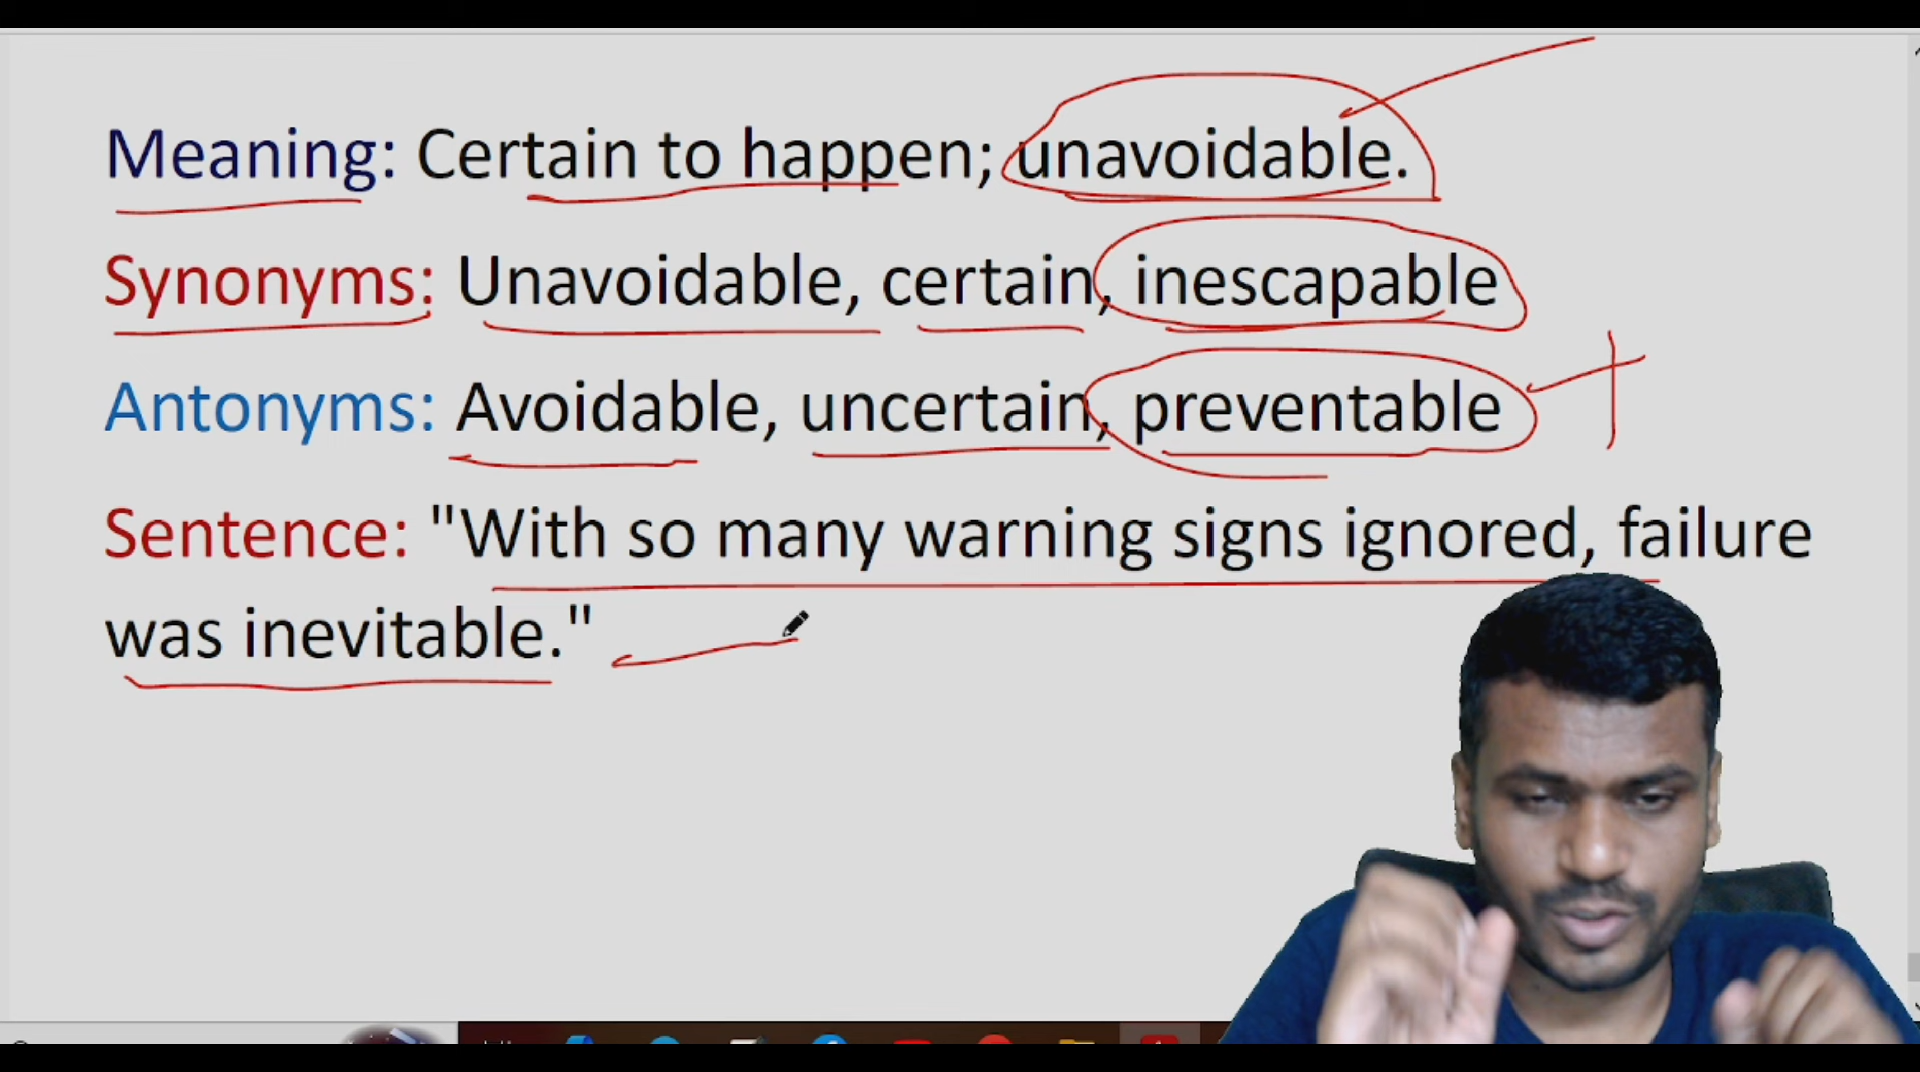 Meaning: Certain to happen; unavoidable.
Synonyms: Unavoidable, certain, inescapable
Antonyms: Avoidable, uncertain, preventable
Sentence: "With so many warning signs ignored, failure
was inevitable."